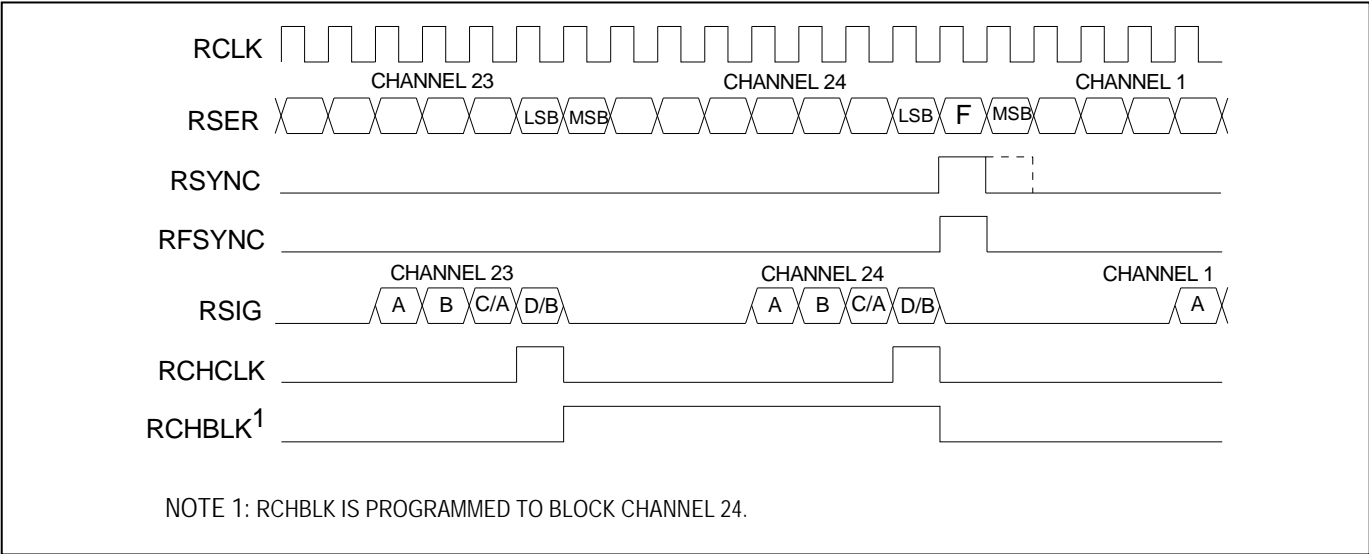 RCLK
CHANNEL 23 CHANNEL 24 CHANNEL 1
RSER LSB MSB LSB F MSB
RSYNC
RFSYNC
CHANNEL 23 CHANNEL 24 CHANNEL 1
RSIG A B C/A D/B A B C/A D/B A
RCHCLK
RCHBLK1
NOTE 1: RCHBLK IS PROGRAMMED TO BLOCK CHANNEL 24.